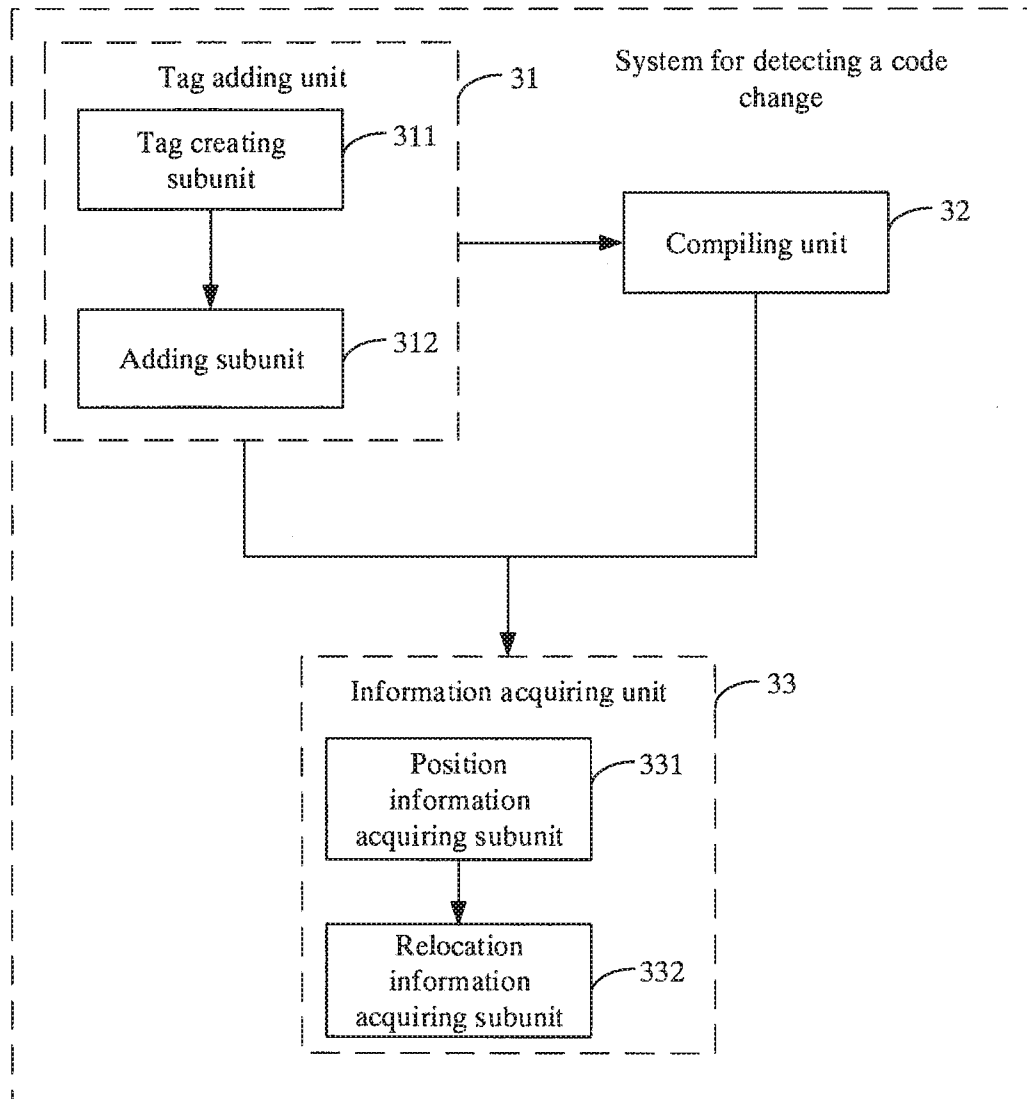 Tag adding unit
31
System for detecting a code
change
Tag creating
subunit
311
32
Compiling unit
Adding subunit
312
Information acquiring unit
33
Position
information
acquiring subunit
331
Relocation
information
acquiring subunit
332